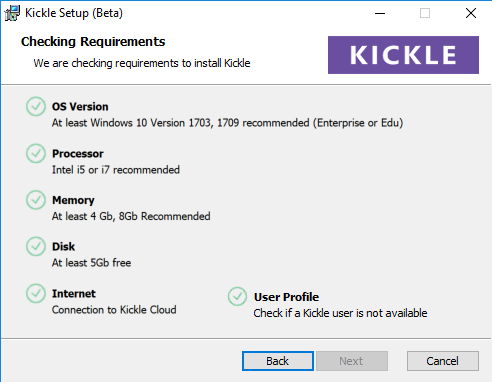 Kickle Setup (Beta)
Checking Requirements
We are checking requirements to install Kickle
KICKLE
OS Version
At least Windows 10 Version 1703, 1709 recommended (Enterprise or Edu)
Processor
Intel i5 or i7 recommended
Memory
At least 4 Gb, 8Gb Recommended
Disk
At least 5Gb free
Internet
Connection to Kickle Cloud
User Profile
Check if a Kickle user is not available
Back
Next
Cancel